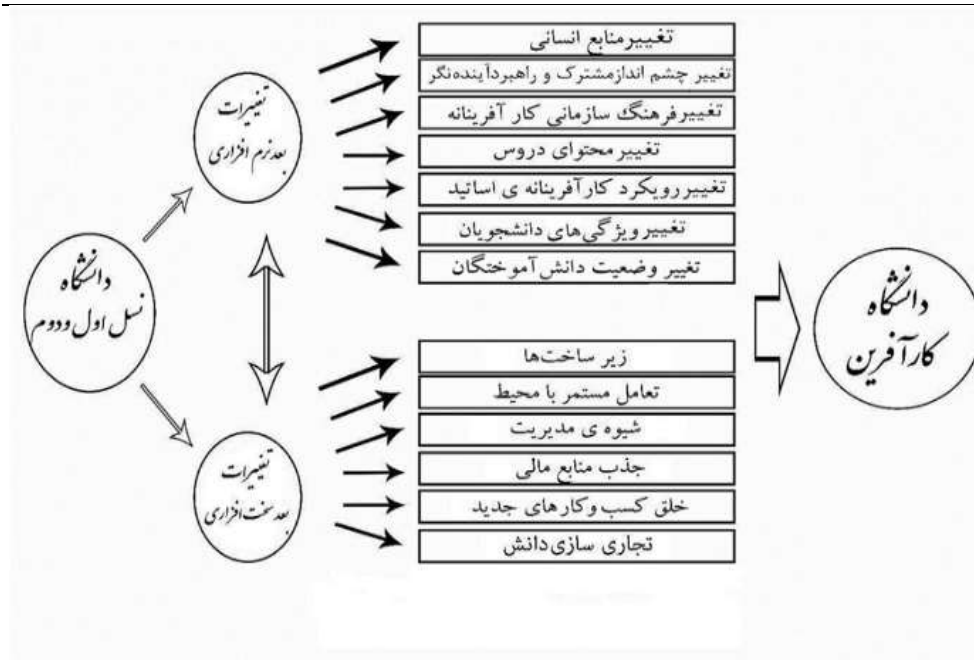 دانشگاه
نسل اول و دوم
تغییرات
بعد نرم افزاری
تغییرمنابع انسانی
تغییر چشم اندازمشترک و راهبردآینده‌نگر
تغییرفرهنگ سازمانی کار آفرینانه
تغییر محتوای دروس
تغییررویکرد کارآفرینانه ی اساتید
تغییر ویژگی‌های دانشجویان
تغییر وضعیت دانش آموختگان
تغییرات
بعد سخت افزاری
زیر ساخت‌ها
تعامل مستمر با محیط
شیوه ی مدیریت
جذب منابع مالی
خلق کسب وکارهای جدید
تجاری سازی‌دانش
دانشگاه
کارآفرین